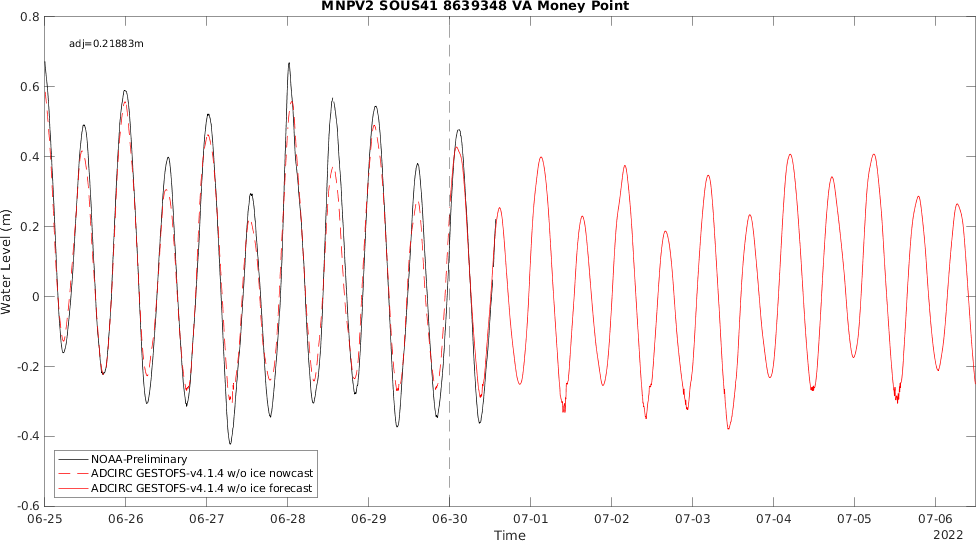 MNPV2 SOUS41 8639348 VA Money Point
adj=0.21883m
0.8
0.6
0.4
0.2
0
-0.2
-0.4
-0.6
Water Level (m)
NOAA-Preliminary
ADCIRC GESTOFS-v4.1.4 w/o ice nowcast
ADCIRC GESTOFS-v4.1.4 w/o ice forecast
06-25 06-26 06-27 06-28 06-29 06-30 07-01 07-02 07-03 07-04 07-05 07-06
Time
2022